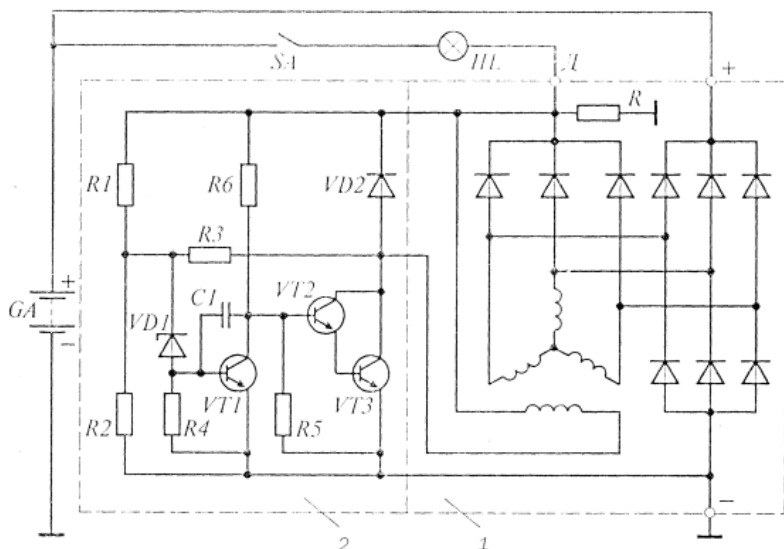 SA
HL
Д
+
R
R1
R6
VD2
R3
+
GA
-
C1
VT2
VD1
VT1
VT3
R2
R4
R5
-
2
1